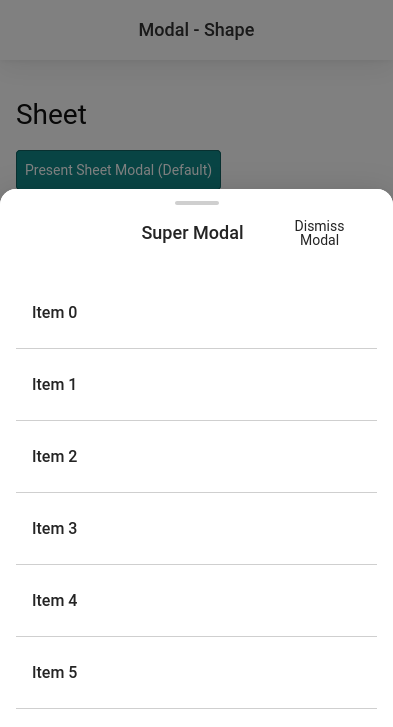 Modal - Shape
Sheet
Present Sheet Modal (Default)
Super Modal
Dismiss
Modal
Item 0
Item 1
Item 2
Item 3
Item 4
Item 5